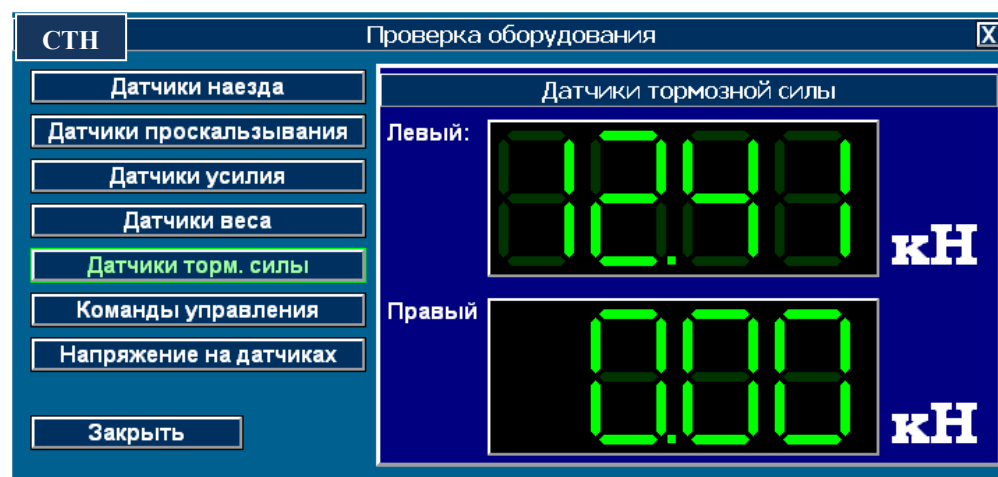 СТН
Проверка оборудования
X
Датчики наезда
Датчики проскальзывания
Датчики усилия
Датчики веса
Датчики торм. силы
Команды управления
Напряжение на датчиках
Закрыть
Датчики тормозной силы
Левый:
12.41
кН
Правый
0.00
кН